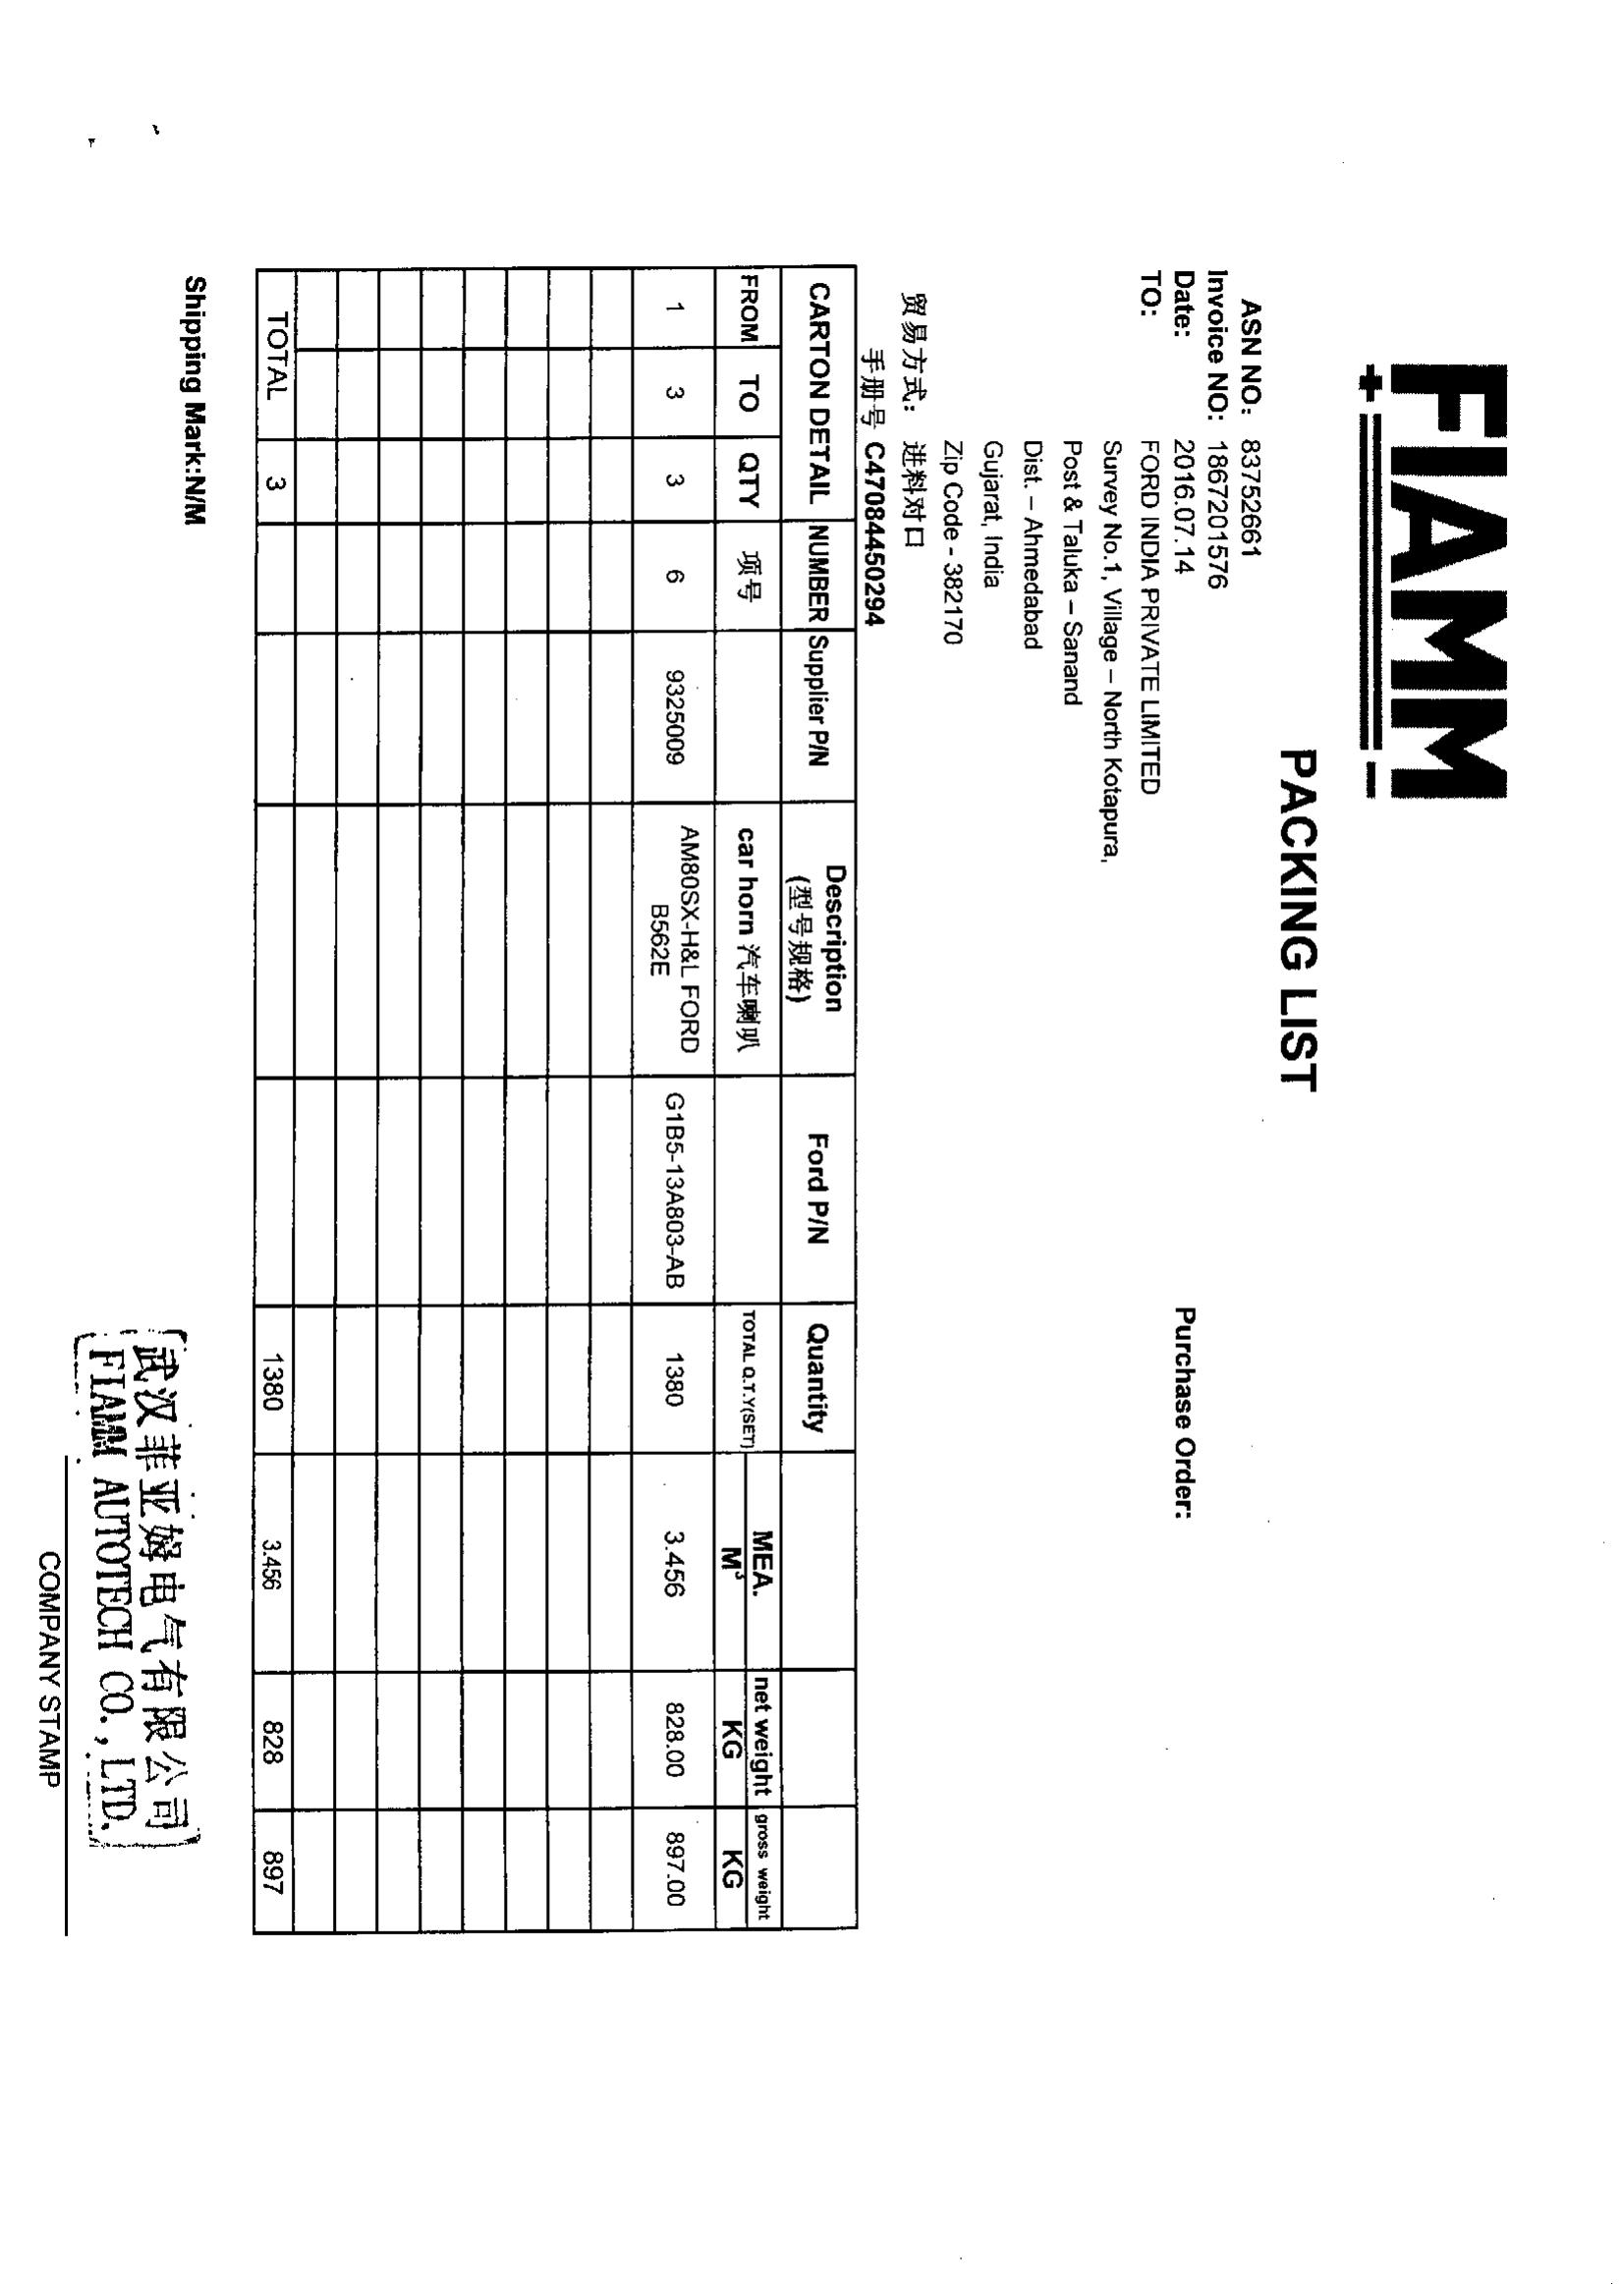 FIAMM
PACKING LIST
ASN NO: 83752661
Invoice NO: 1867201576
Date: 2016.07.14 Purchase Order:
TO: FORD INDIA PRIVATE LIMITED
Survey No.1, Village – North Kotapura,
Post & Taluka – Sanand
Dist. – Ahmedabad
Gujarat, India
Zip Code - 382170
贸易方式: 进料对口
手册号 C47084450294
CARTON DETAIL NUMBER Supplier P/N Description (型号规格) Ford P/N Quantity
FROM TO QTY 项号 car horn 汽车喇叭 TOTAL Q.T.Y(SET) MEA. M³ net weight KG gross weight KG
1 3 3 6 9325009 AM80SX-H&L FORD B562E G1B5-13A803-AB 1380 3.456 828.00 897.00
TOTAL 3 1380 3.456 828 897
Shipping Mark:N/M
武汉菲亚姆电气有限公司
FIAMM AUTOTECH CO.,LTD.
COMPANY STAMP